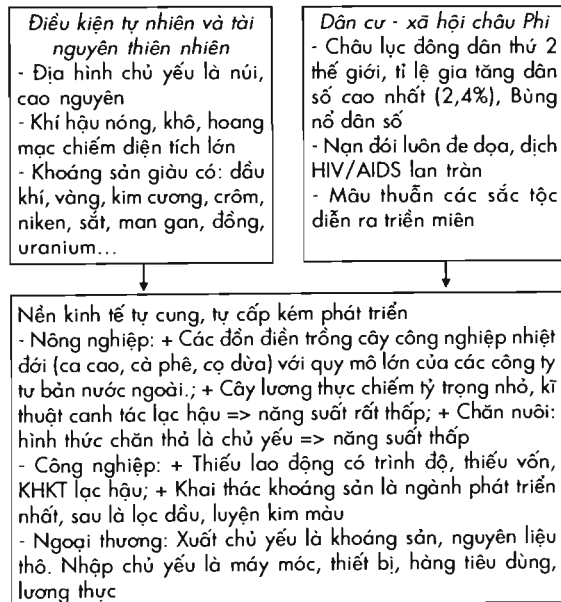 Điều kiện tự nhiên và tài
nguyên thiên nhiên
- Địa hình chủ yếu là núi,
cao nguyên
- Khí hậu nóng, khô, hoang
mạc chiếm diện tích lớn
- Khoáng sản giàu có: dầu
khí, vàng, kim cương, crôm,
niken, sắt, man gan, đồng,
uranium...
Dân cư - xã hội châu Phi
- Châu lục đông dân thứ 2
thế giới, tỉ lệ gia tăng dân
số cao nhất (2,4%), Bùng
nổ dân số
- Nạn đói luôn đe dọa, dịch
HIV/AIDS lan tràn
- Mâu thuẫn các sắc tộc
diễn ra triền miên
Nền kinh tế tự cung, tự cấp kém phát triển
- Nông nghiệp: + Các đồn điền trồng cây công nghiệp nhiệt
đới (ca cao, cà phê, cọ dừa) với quy mô lớn của các công ty
tư bản nước ngoài.; + Cây lương thực chiếm tỷ trọng nhỏ, kĩ
thuật canh tác lạc hậu => năng suất rất thấp; + Chăn nuôi:
hình thức chăn thả là chủ yếu => năng suất thấp
- Công nghiệp: + Thiếu lao động có trình độ, thiếu vốn,
KHKT lạc hậu; + Khai thác khoáng sản là ngành phát triển
nhất, sau là lọc dầu, luyện kim màu
- Ngoại thương: Xuất chủ yếu là khoáng sản, nguyên liệu
thô. Nhập chủ yếu là máy móc, thiết bị, hàng tiêu dùng,
lương thực